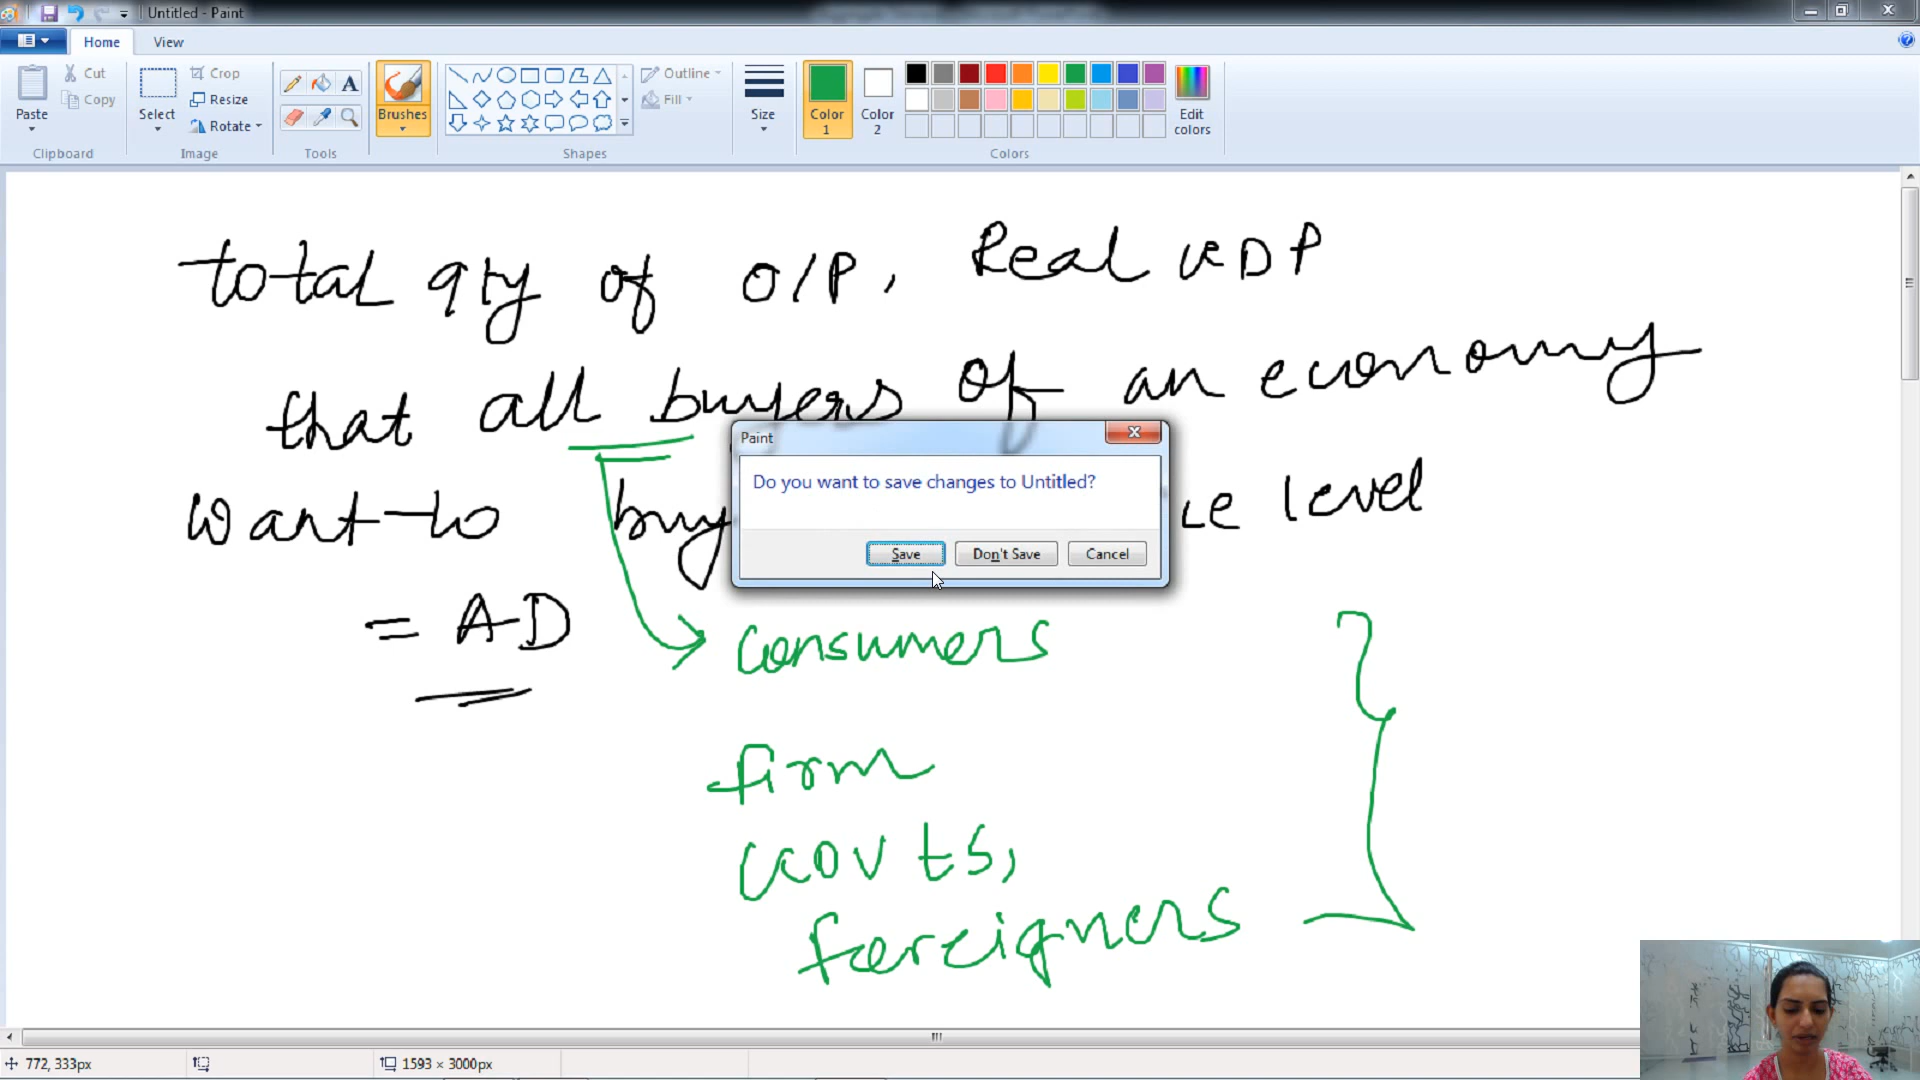 Untitled - Paint
Home View
Paste
Cut
Copy
Clipboard
Select
Crop
Resize
Rotate
Image
Tools
Brushes
Shapes
Outline
Fill
Size
Color 1
Color 2
Colors
Edit colors
total qty of O/P, Real GDP
that all buyers of an economy
want to buy level
= AD
Paint
Do you want to save changes to Untitled?
Save Don't Save Cancel
consumers
firm
Govts,
foreigners
772, 333px
1593 × 3000px